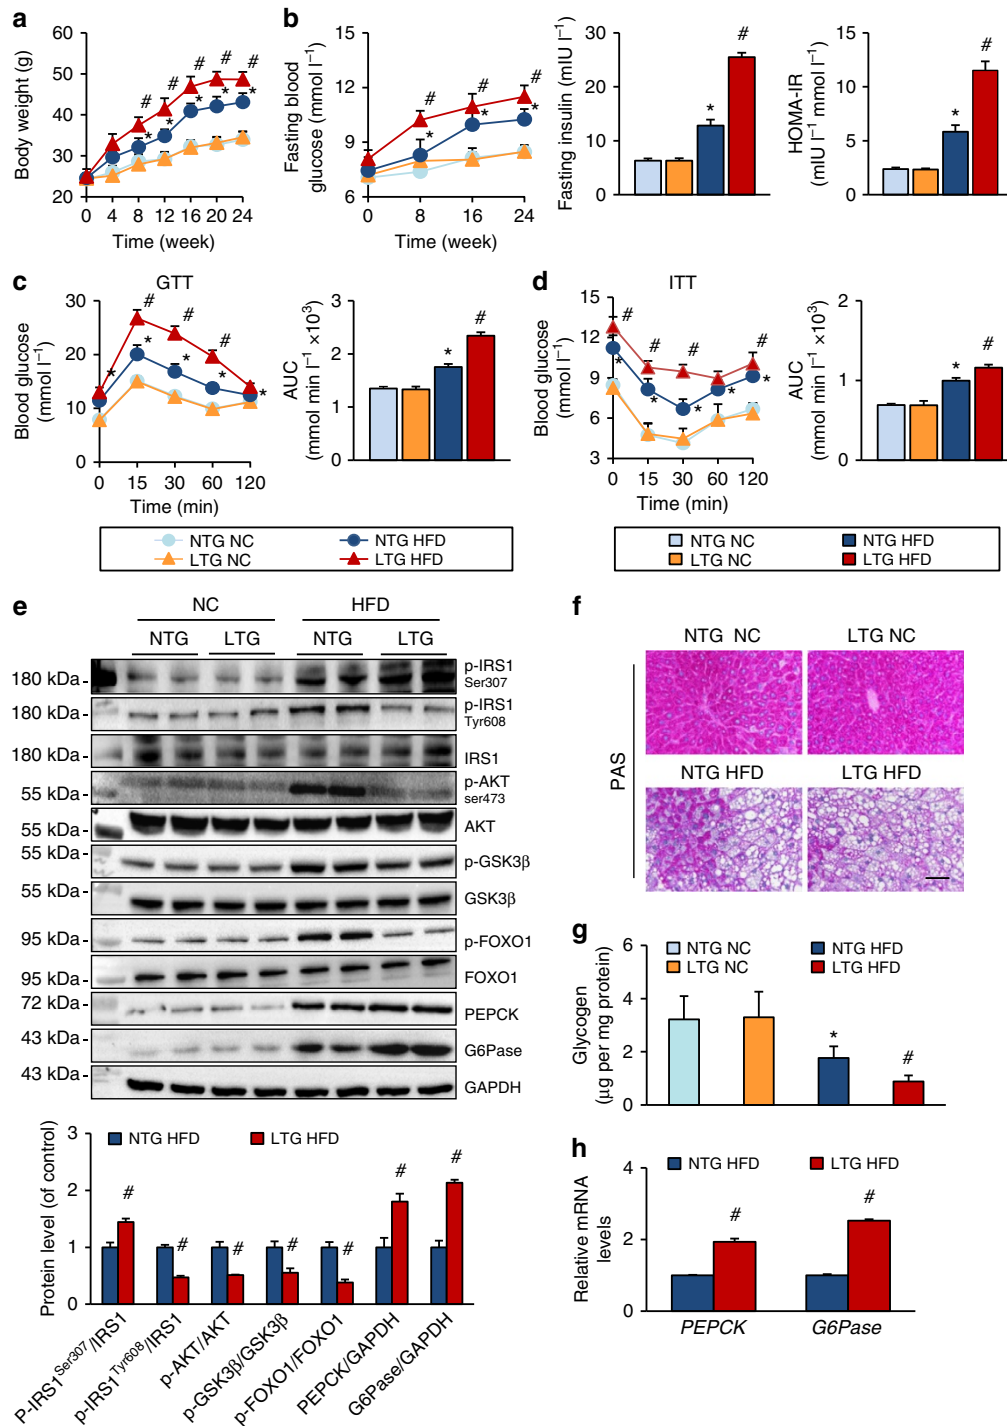 a
Body weight (g)
60
50
40
30
20
# # # # #
* * * * *
0 4 8 12 16 20 24
Time (week)
b
Fasting blood
glucose (mmol l−1)
15
12
9
6
# # #
* * *
0 8 16 24
Time (week)
Fasting insulin (mIU l−1)
30
20
10
0
*
#
HOMA-IR
(mIU l−1 mmol l−1)
15
10
5
0
*
#
c
GTT
Blood glucose
(mmol l−1)
30
20
10
0
# # #
* * * * *
0 15 30 60 120
Time (min)
AUC
(mmol min l−1 ×10³)
3
2
1
0
*
#
d
ITT
Blood glucose
(mmol l−1)
15
12
9
6
3
# # # #
* * * * *
0 15 30 60 120
Time (min)
AUC
(mmol min l−1 ×10³)
2
1
0
*
#
NTG NC
NTG HFD
LTG NC
LTG HFD
NTG NC
NTG HFD
LTG NC
LTG HFD
e
NC HFD
NTG LTG NTG LTG
180 kDa- p-IRS1
Ser307
180 kDa- p-IRS1
Tyr608
180 kDa- IRS1
55 kDa- p-AKT
ser473
55 kDa- AKT
55 kDa- p-GSK3β
55 kDa- GSK3β
95 kDa- p-FOXO1
95 kDa- FOXO1
72 kDa- PEPCK
43 kDa- G6Pase
43 kDa- GAPDH
NTG HFD LTG HFD
Protein level (of control)
3
2
1
0
# # # # # # #
P-IRS1Ser307/IRS1
p-IRS1Tyr608/IRS1
p-AKT/AKT
p-GSK3β/GSK3β
p-FOXO1/FOXO1
PEPCK/GAPDH
G6Pase/GAPDH
f
NTG NC LTG NC
PAS
NTG HFD LTG HFD
g
NTG NC
NTG HFD
LTG NC
LTG HFD
Glycogen
(µg per mg protein)
6
4
2
0
*
#
h
NTG HFD LTG HFD
Relative mRNA
levels
4
2
0
# #
PEPCK G6Pase